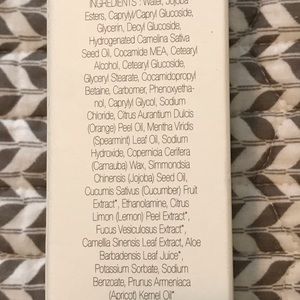 INGREDIENTS : Water, Jojoba
Esters, Caprylyl/Capryl Glucoside,
Glycerin, Decyl Glucoside,
Hydrogenated Camelina Sativa
Seed Oil, Cocamide MEA, Cetearyl
Alcohol, Cetearyl Glucoside,
Glyceryl Stearate, Cocamidopropyl
Betaine, Carbomer, Phenoxyetha-
nol, Caprylyl Glycol, Sodium
Chloride, Citrus Aurantium Dulcis
(Orange) Peel Oil, Mentha Viridis
(Spearmint) Leaf Oil, Sodium
Hydroxide, Copernica Cerifera
(Carnauba) Wax, Simmondsia
Chinensis (Jojoba) Seed Oil,
Cucumis Sativus (Cucumber) Fruit
Extract*, Ethanolamine, Citrus
Limon (Lemon) Peel Extract*,
Fucus Vesiculosus Extract*,
Camellia Sinensis Leaf Extract, Aloe
Barbadensis Leaf Juice*,
Potassium Sorbate, Sodium
Benzoate, Prunus Armeniaca
(Apricot) Kernel Oil*